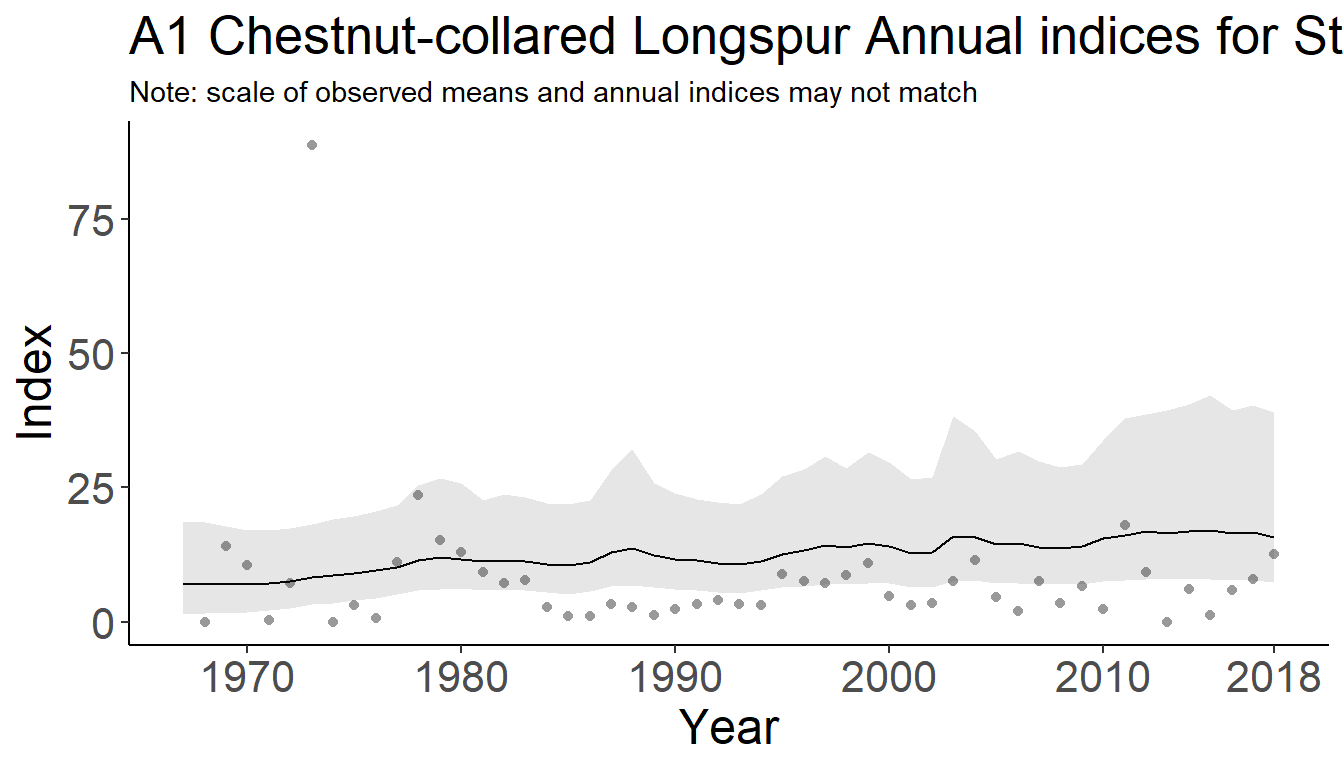 A1 Chestnut-collared Longspur Annual indices for St
Note: scale of observed means and annual indices may not match
Index
75
50
25
0
1970 1980 1990 2000 2010 2018
Year